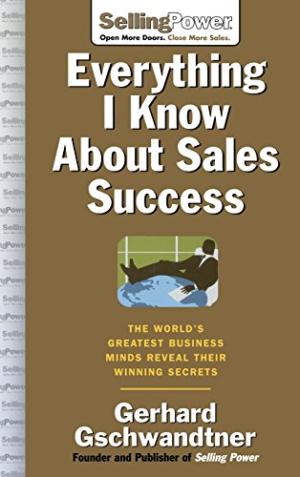 SellingPower.
Open More Doors. Close More Sales.
Everything
I Know
About Sales
Success
THE WORLD'S
GREATEST BUSINESS
MINDS REVEAL THEIR
WINNING SECRETS
Gerhard
Gschwandtner
Founder and Publisher of Selling Power